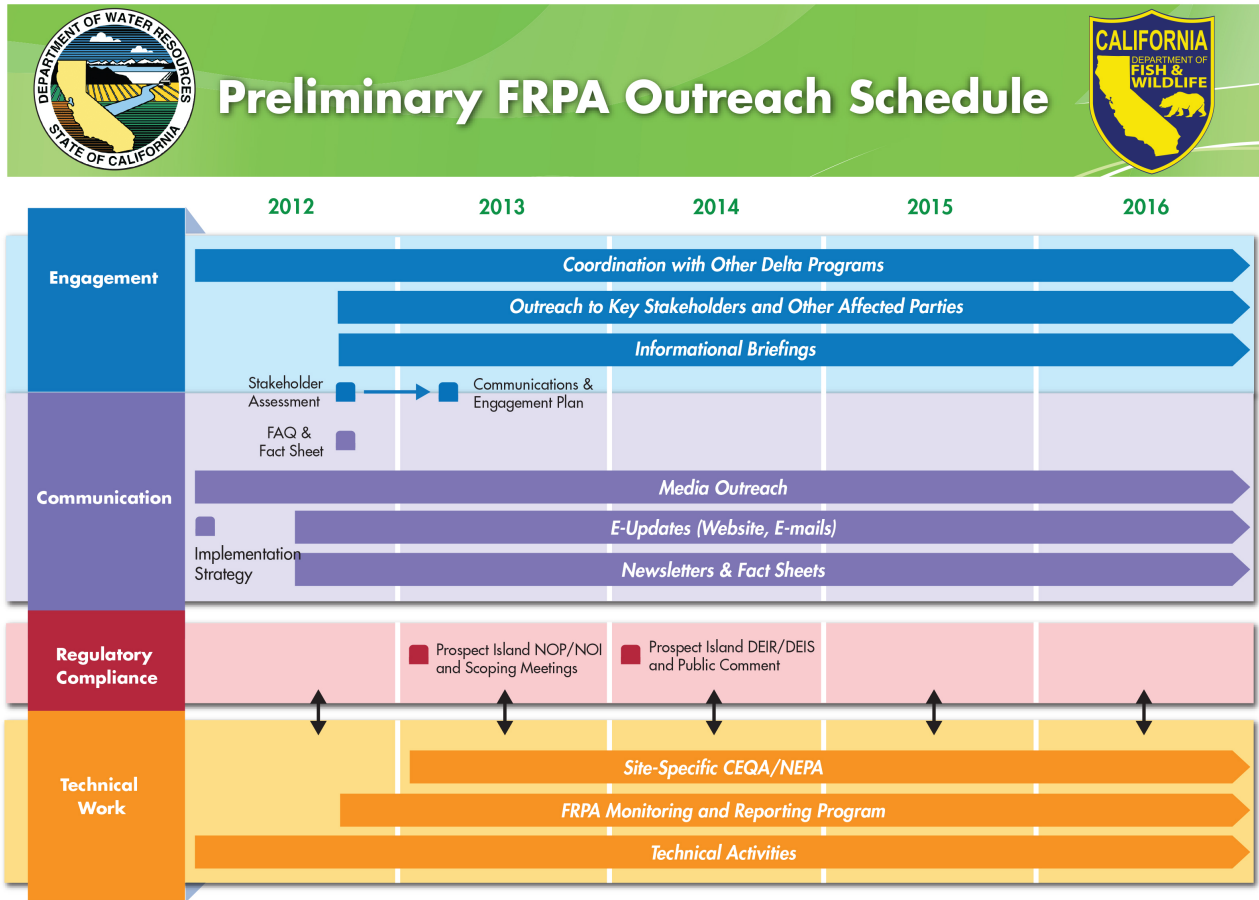 DEPARTMENT OF WATER RESOURCES
STATE OF CALIFORNIA
Preliminary FRPA Outreach Schedule
CALIFORNIA
DEPARTMENT OF
FISH &
WILDLIFE
2012
2013
2014
2015
2016
Engagement
Coordination with Other Delta Programs
Outreach to Key Stakeholders and Other Affected Parties
Informational Briefings
Stakeholder
Assessment
Communications &
Engagement Plan
FAQ &
Fact Sheet
Communication
Media Outreach
E-Updates (Website, E-mails)
Implementation
Strategy
Newsletters & Fact Sheets
Regulatory
Compliance
Prospect Island NOP/NOI
and Scoping Meetings
Prospect Island DEIR/DEIS
and Public Comment
Technical
Work
Site-Specific CEQA/NEPA
FRPA Monitoring and Reporting Program
Technical Activities